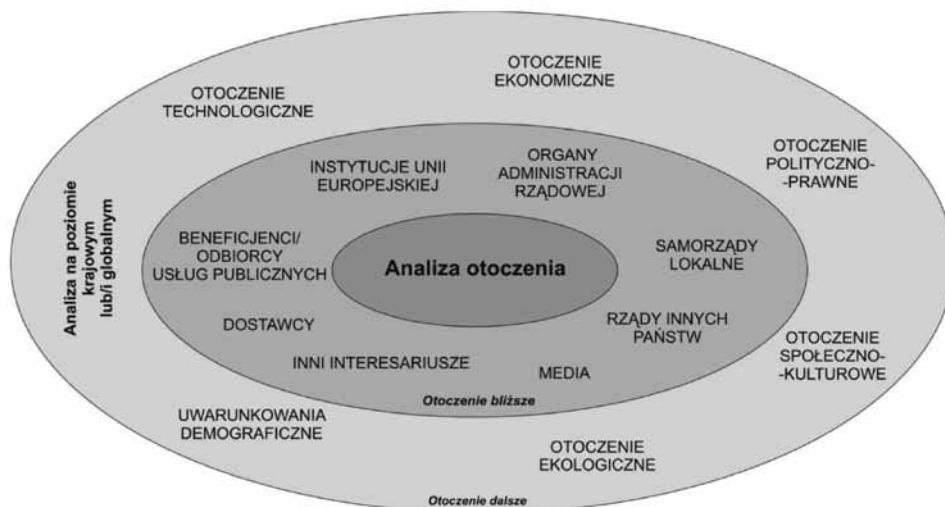 OTOCZENIE
EKONOMICZNE
OTOCZENIE
TECHNOLOGICZNE
OTOCZENIE
POLITYCZNO-
-PRAWNE
INSTYTUCJE UNII
EUROPEJSKIEJ
ORGANY
ADMINISTRACJI
RZĄDOWEJ
Analiza na poziomie
krajowym
lub/i globalnym
BENEFICJENCI/
ODBIORCY
USŁUG PUBLICZNYCH
Analiza otoczenia
SAMORZĄDY
LOKALNE
DOSTAWCY
RZĄDY INNYCH
PAŃSTW
INNI INTERESARIUSZE
MEDIA
OTOCZENIE
SPOŁECZNO-
-KULTUROWE
Otoczenie bliższe
UWARUNKOWANIA
DEMOGRAFICZNE
OTOCZENIE
EKOLOGICZNE
Otoczenie dalsze